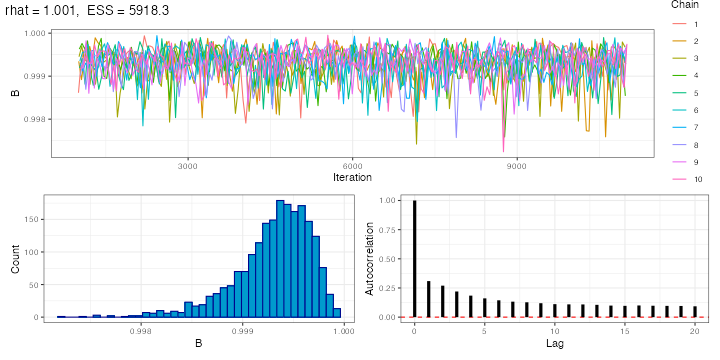 rhat = 1.001, ESS = 5918.3
Chain
1
2
3
4
5
6
7
8
9
10
B
1.000
0.999
0.998
3000 6000 9000
Iteration
Count
150
100
50
0
0.998 0.999 1.000
B
Autocorrelation
1.00
0.75
0.50
0.25
0.00
0 5 10 15 20
Lag